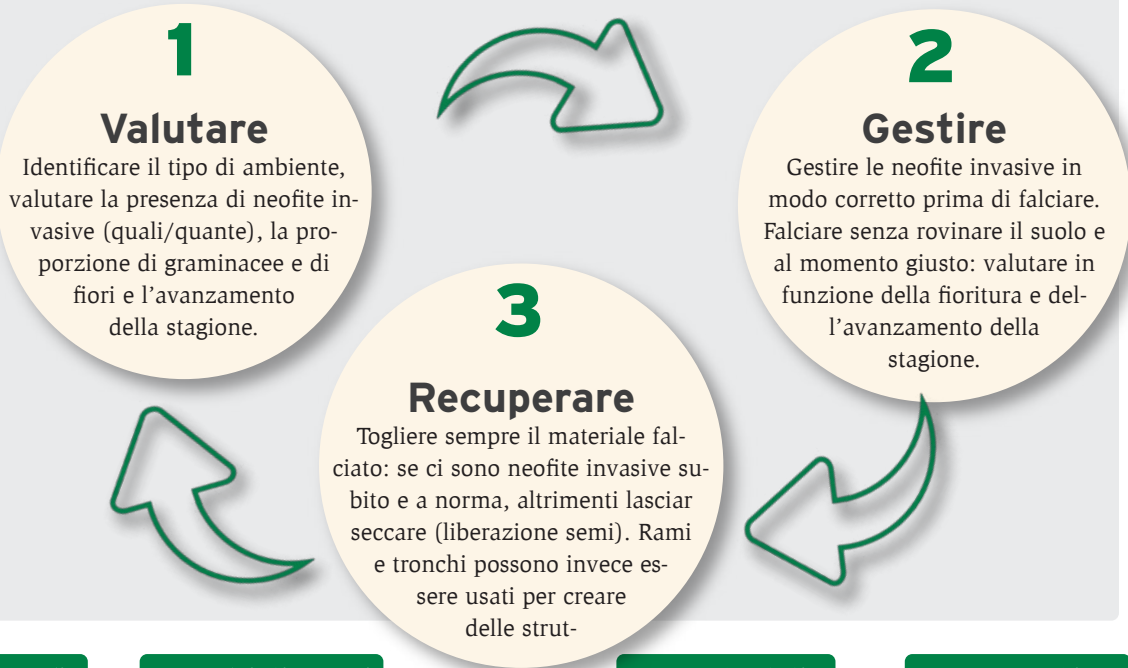 1
Valutare
Identificare il tipo di ambiente,
valutare la presenza di neofite in-
vasive (quali/quante), la pro-
porzione di graminacee e di
fiori e l'avanzamento
della stagione.
2
Gestire
Gestire le neofite invasive in
modo corretto prima di falciare.
Falciare senza rovinare il suolo e
al momento giusto: valutare in
funzione della fioritura e del-
l'avanzamento della
stagione.
3
Recuperare
Togliere sempre il materiale fal-
ciato: se ci sono neofite invasive su-
bito e a norma, altrimenti lasciar
seccare (liberazione semi). Rami
e tronchi possono invece es-
sere usati per creare
delle strut-